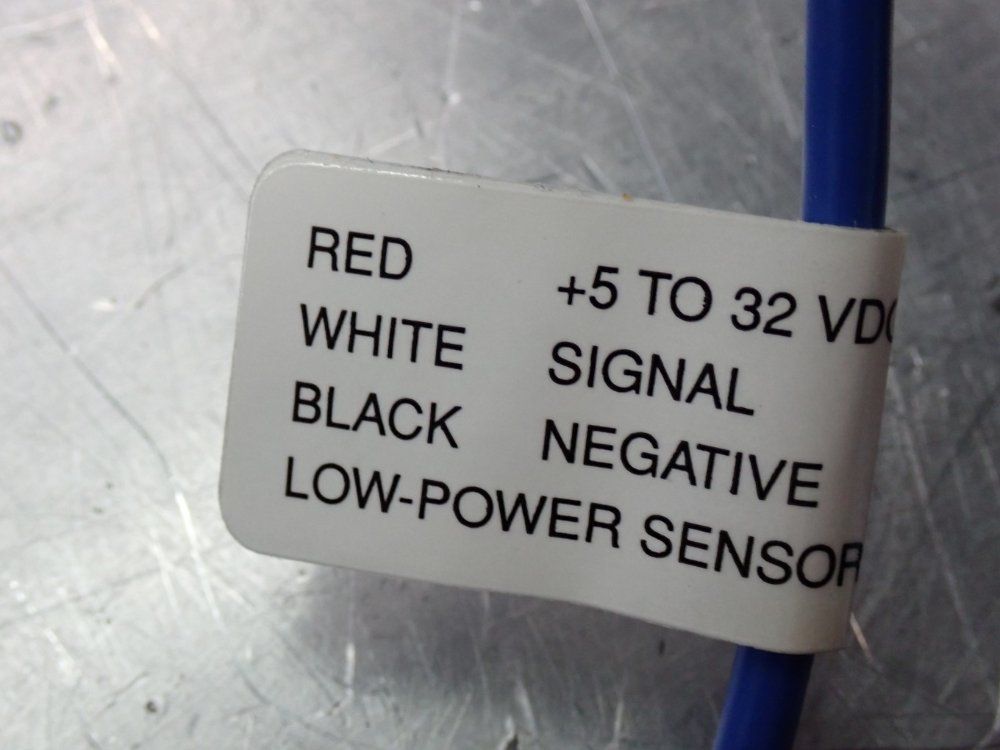 RED +5 TO 32 VDC
WHITE SIGNAL
BLACK NEGATIVE
LOW-POWER SENSOR